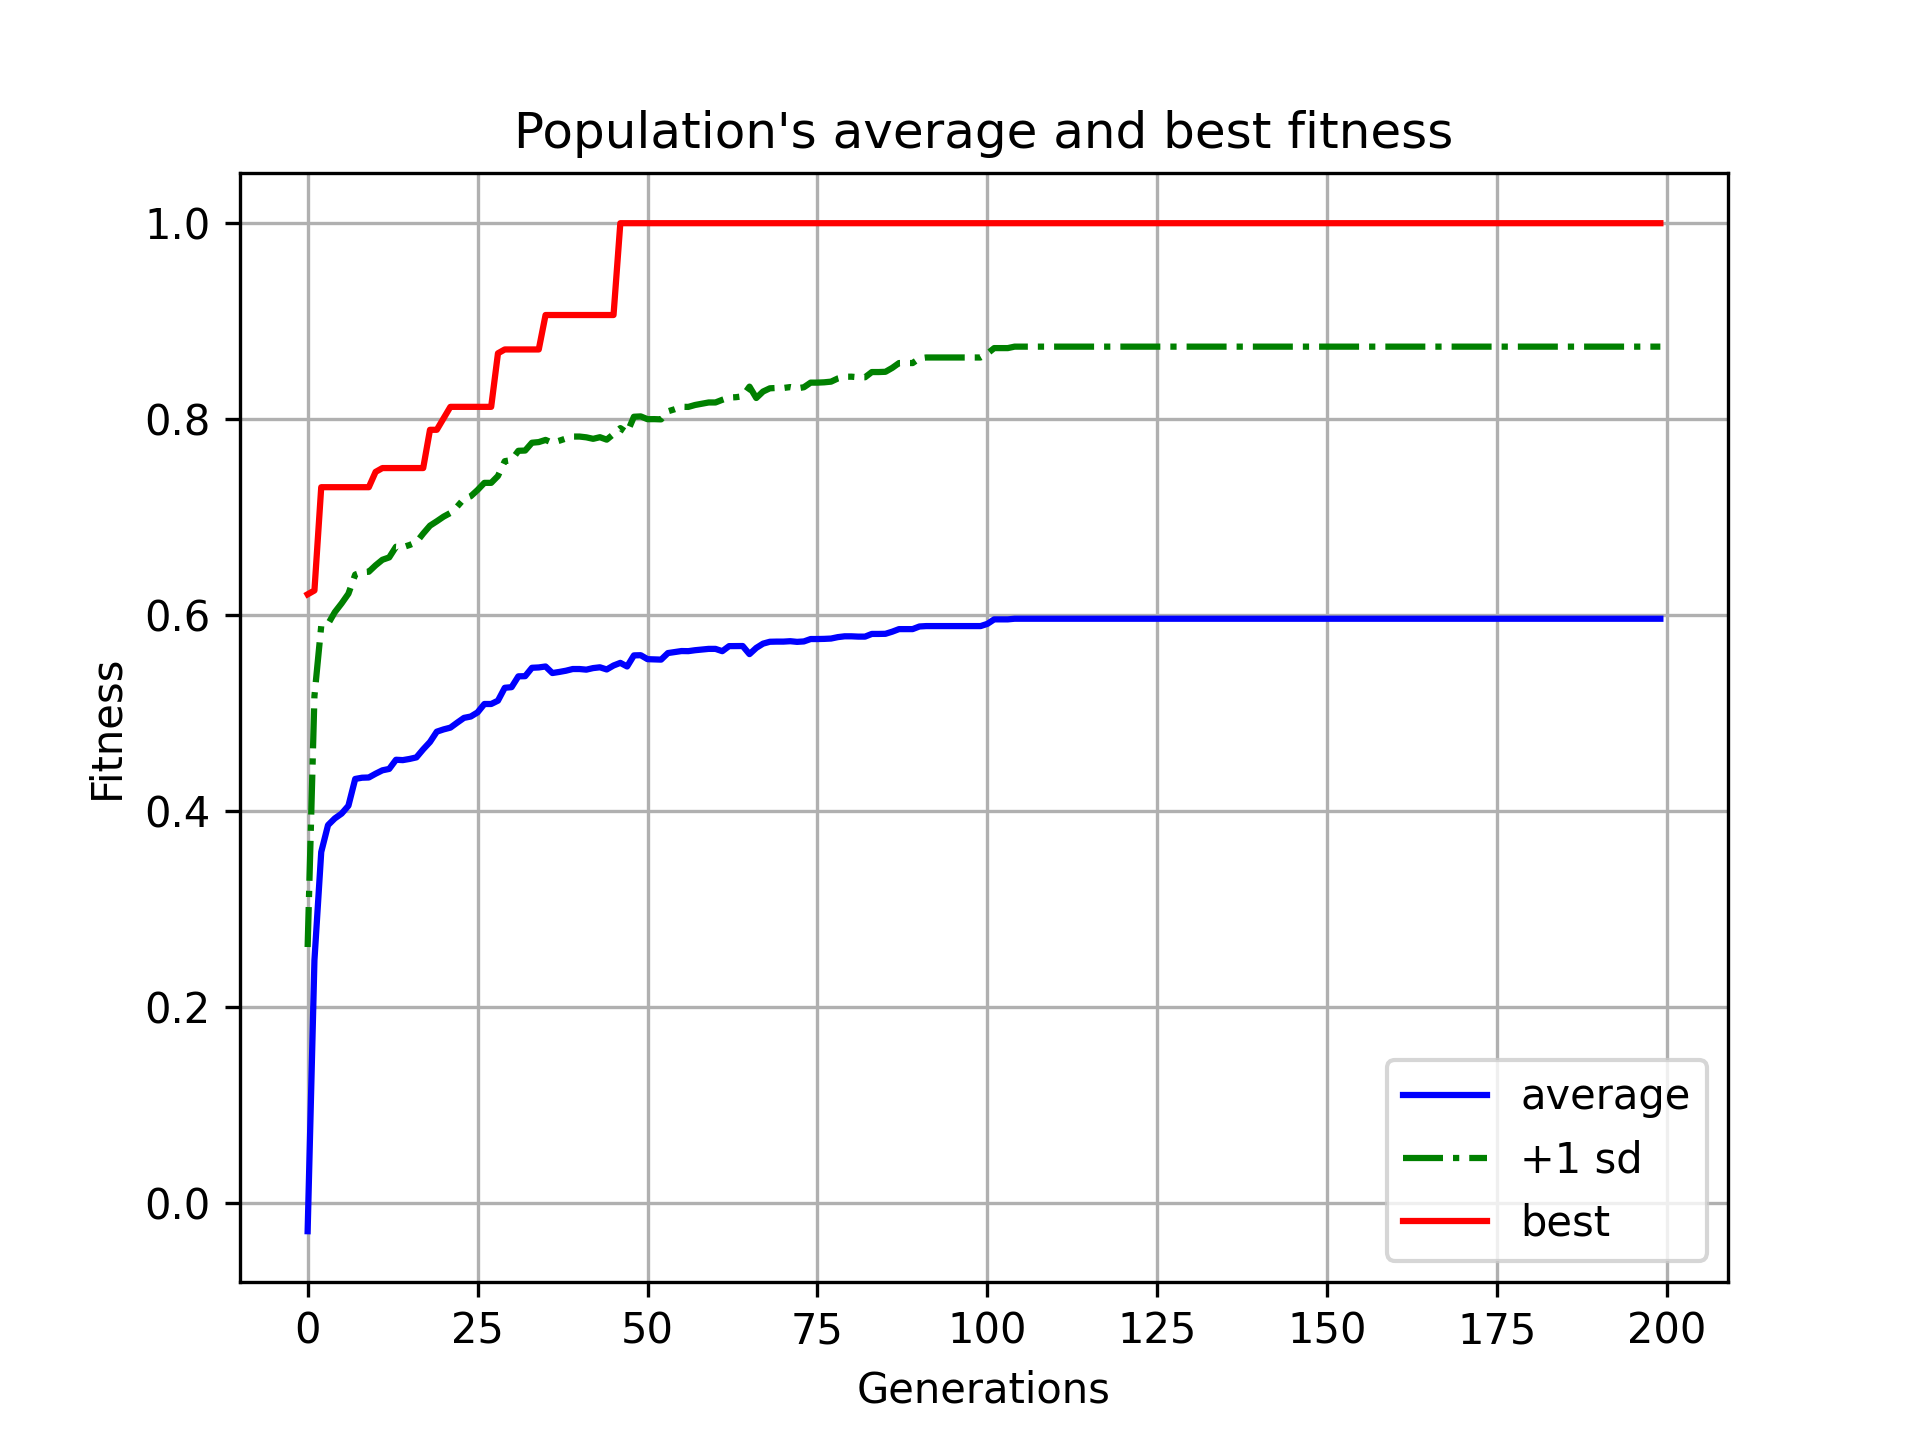 Population's average and best fitness
Fitness
1.0
0.8
0.6
0.4
0.2
0.0
average
+1 sd
best
0 25 50 75 100 125 150 175 200
Generations